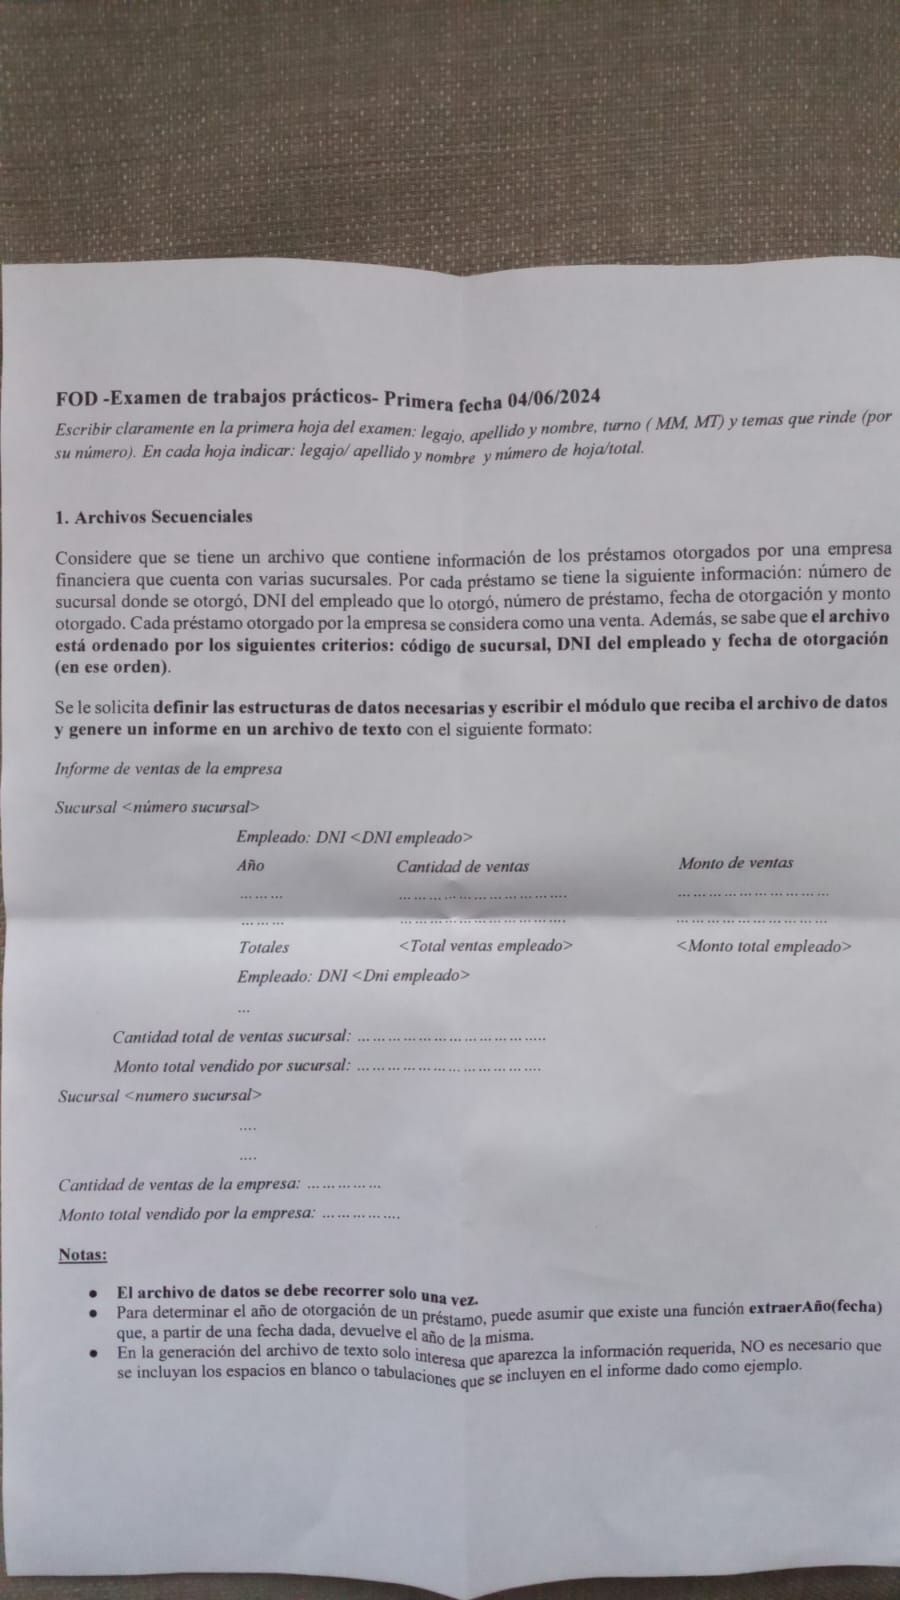 FOD -Examen de trabajos prácticos- Primera fecha 04/06/2024
Escribir claramente en la primera hoja del examen: legajo, apellido y nombre, turno ( MM, MT) y temas que rinde (por
su número). En cada hoja indicar: legajo/ apellido y nombre y número de hoja/total.
1. Archivos Secuenciales
Considere que se tiene un archivo que contiene información de los préstamos otorgados por una empresa
financiera que cuenta con varias sucursales. Por cada préstamo se tiene la siguiente información: número de
sucursal donde se otorgó, DNI del empleado que lo otorgó, número de préstamo, fecha de otorgación y monto
otorgado. Cada préstamo otorgado por la empresa se considera como una venta. Además, se sabe que el archivo
está ordenado por los siguientes criterios: código de sucursal, DNI del empleado y fecha de otorgación
(en ese orden).
Se le solicita definir las estructuras de datos necesarias y escribir el módulo que reciba el archivo de datos
y genere un informe en un archivo de texto con el siguiente formato:
Informe de ventas de la empresa
Sucursal <número sucursal>
Empleado: DNI <DNI empleado>
Año Cantidad de ventas Monto de ventas
……… ……………………………. …………………………
……… ……………………………. …………………………
Totales <Total ventas empleado> <Monto total empleado>
Empleado: DNI <Dni empleado>
...
Cantidad total de ventas sucursal: ………………………………..
Monto total vendido por sucursal: ……………………………….
Sucursal <numero sucursal>
....
....
Cantidad de ventas de la empresa: ……………
Monto total vendido por la empresa: …………….
Notas:
● El archivo de datos se debe recorrer solo una vez.
● Para determinar el año de otorgación de un préstamo, puede asumir que existe una función extraerAño(fecha)
que, a partir de una fecha dada, devuelve el año de la misma.
● En la generación del archivo de texto solo interesa que aparezca la información requerida, NO es necesario que
se incluyan los espacios en blanco o tabulaciones que se incluyen en el informe dado como ejemplo.